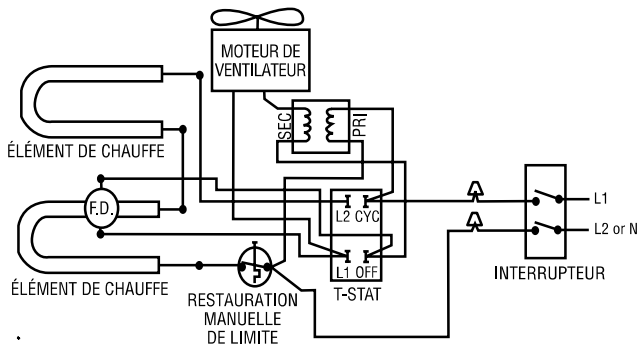 MOTEUR DE
VENTILATEUR
SEC
PRI
ÉLÉMENT DE CHAUFFE
F.D.
L2 CYC
L1
L2 or N
L1 OFF
T-STAT
INTERRUPTEUR
ÉLÉMENT DE CHAUFFE
RESTAURATION
MANUELLE
DE LIMITE